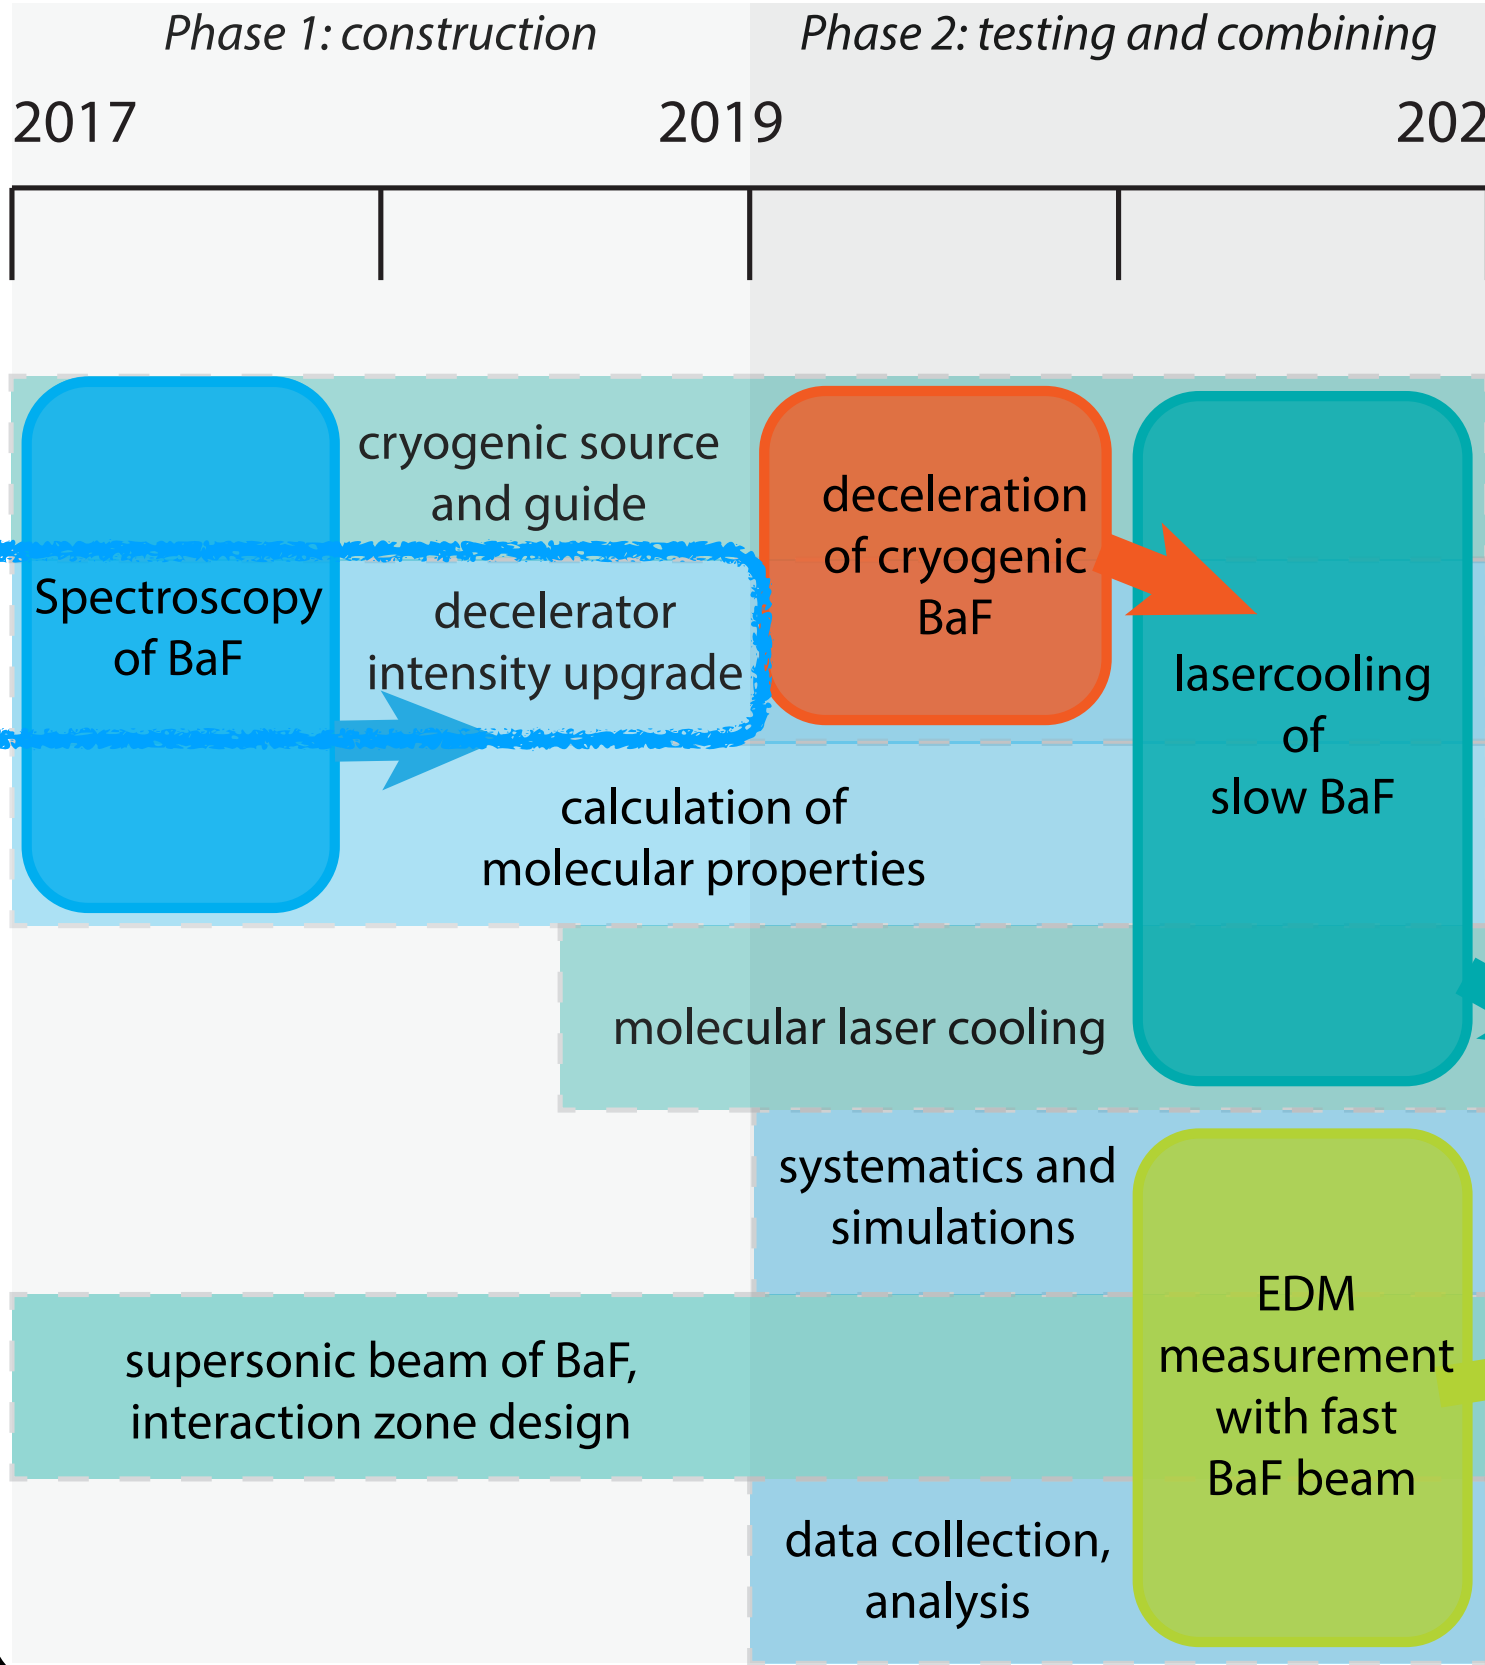 Phase 1: construction
Phase 2: testing and combining
2017
2019
202
cryogenic source
and guide
deceleration
of cryogenic
BaF
Spectroscopy
of BaF
decelerator
intensity upgrade
lasercooling
of
slow BaF
calculation of
molecular properties
molecular laser cooling
systematics and
simulations
EDM
measurement
with fast
BaF beam
supersonic beam of BaF,
interaction zone design
data collection,
analysis